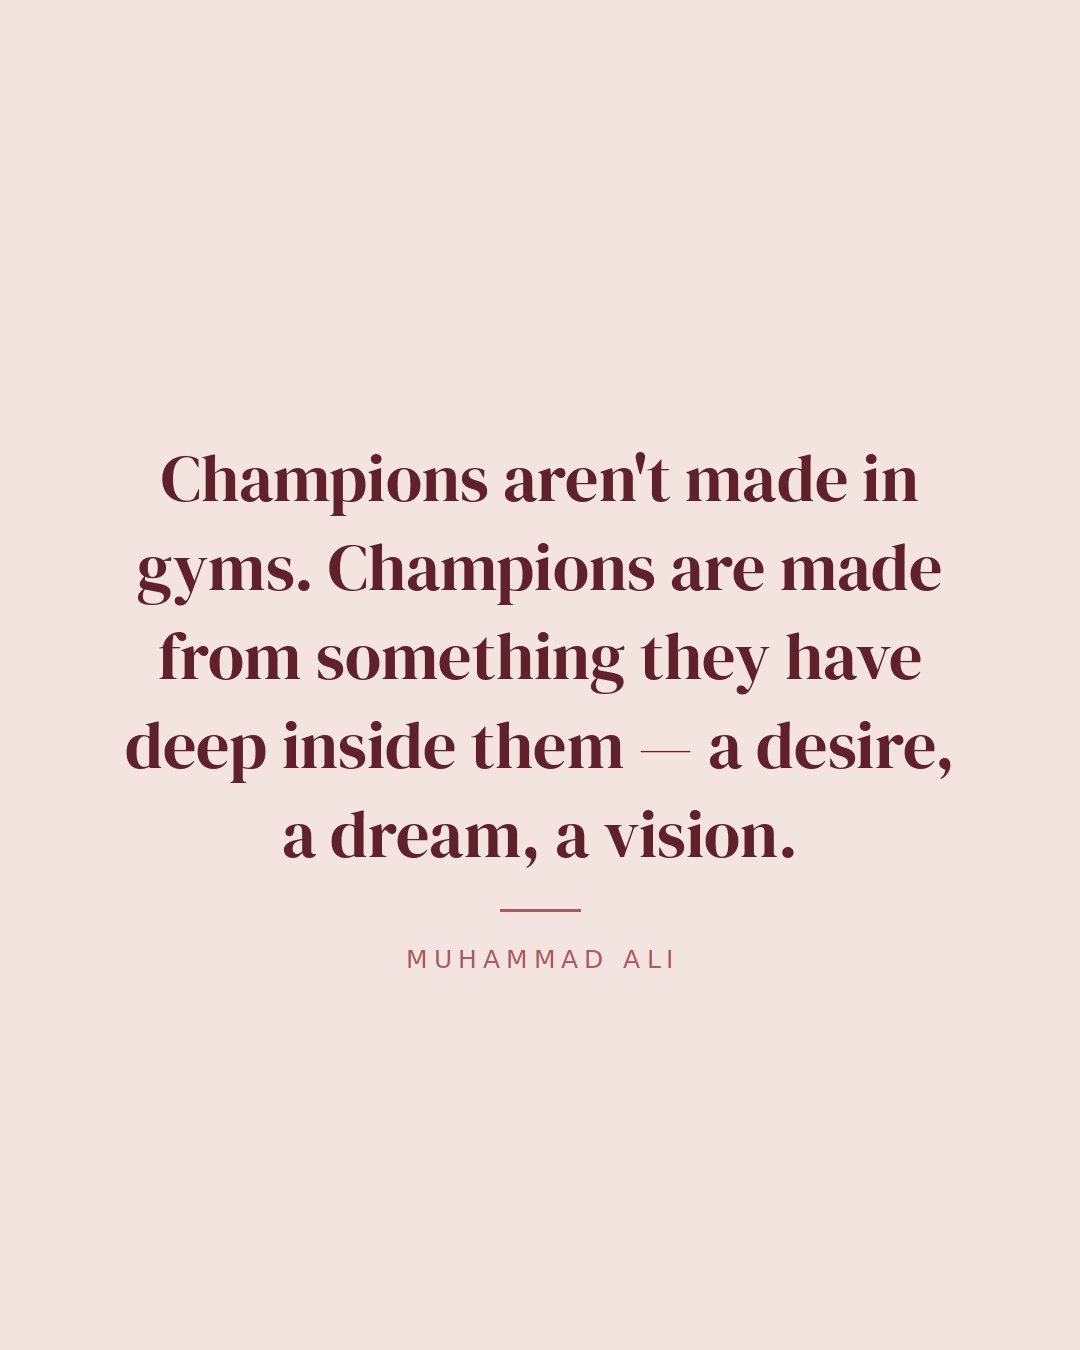 Champions aren't made in
gyms. Champions are made
from something they have
deep inside them — a desire,
a dream, a vision.
MUHAMMAD ALI